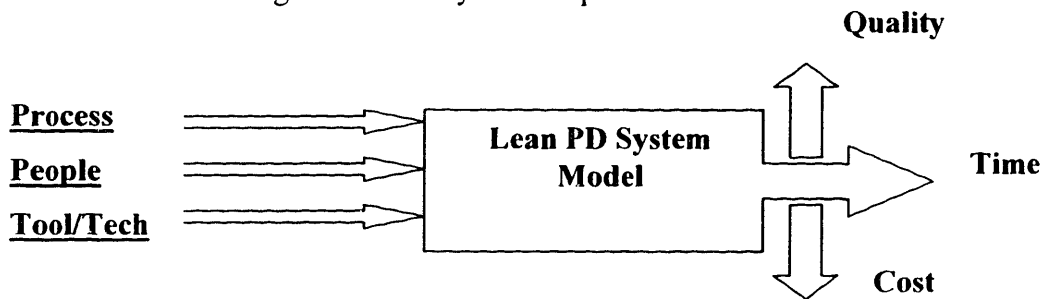 Quality
Process
People
Tool/Tech
Lean PD System
Model
Time
Cost